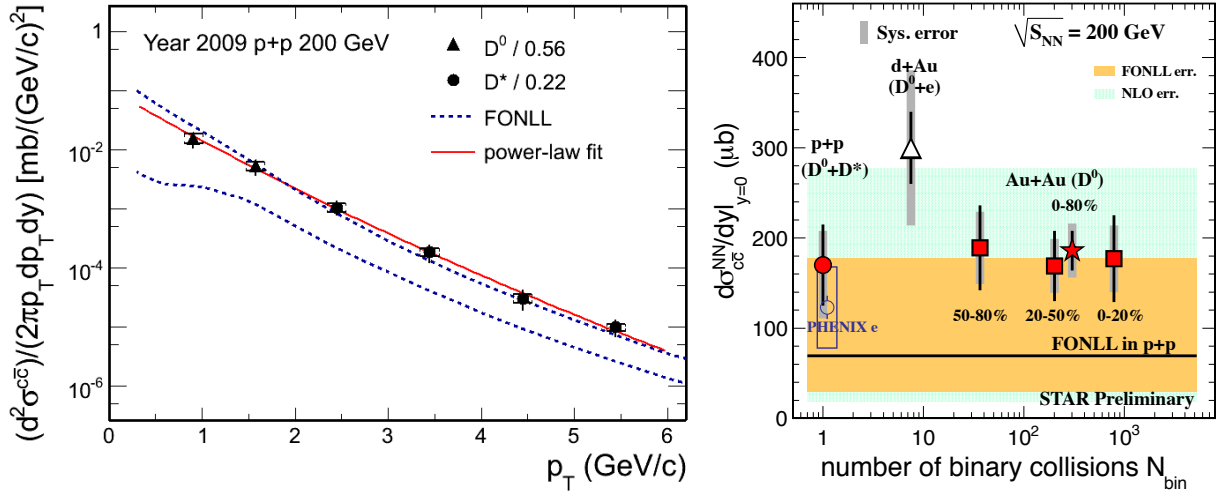 (d²σ^cc̄)/(2πp_T dp_T dy) [mb/(GeV/c)²]
1
10⁻²
10⁻⁴
10⁻⁶
Year 2009 p+p 200 GeV
D⁰ / 0.56
D* / 0.22
FONLL
power-law fit
0 1 2 3 4 5 6
p_T (GeV/c)
dσ^NN_cc̄/dy|_y=0 (μb)
400
300
200
100
0
Sys. error
√S_NN = 200 GeV
d+Au
(D⁰+e)
FONLL err.
NLO err.
p+p
(D⁰+D*)
Au+Au (D⁰)
0-80%
PHENIX e
50-80%
20-50%
0-20%
FONLL in p+p
STAR Preliminary
1 10 10² 10³
number of binary collisions N_bin